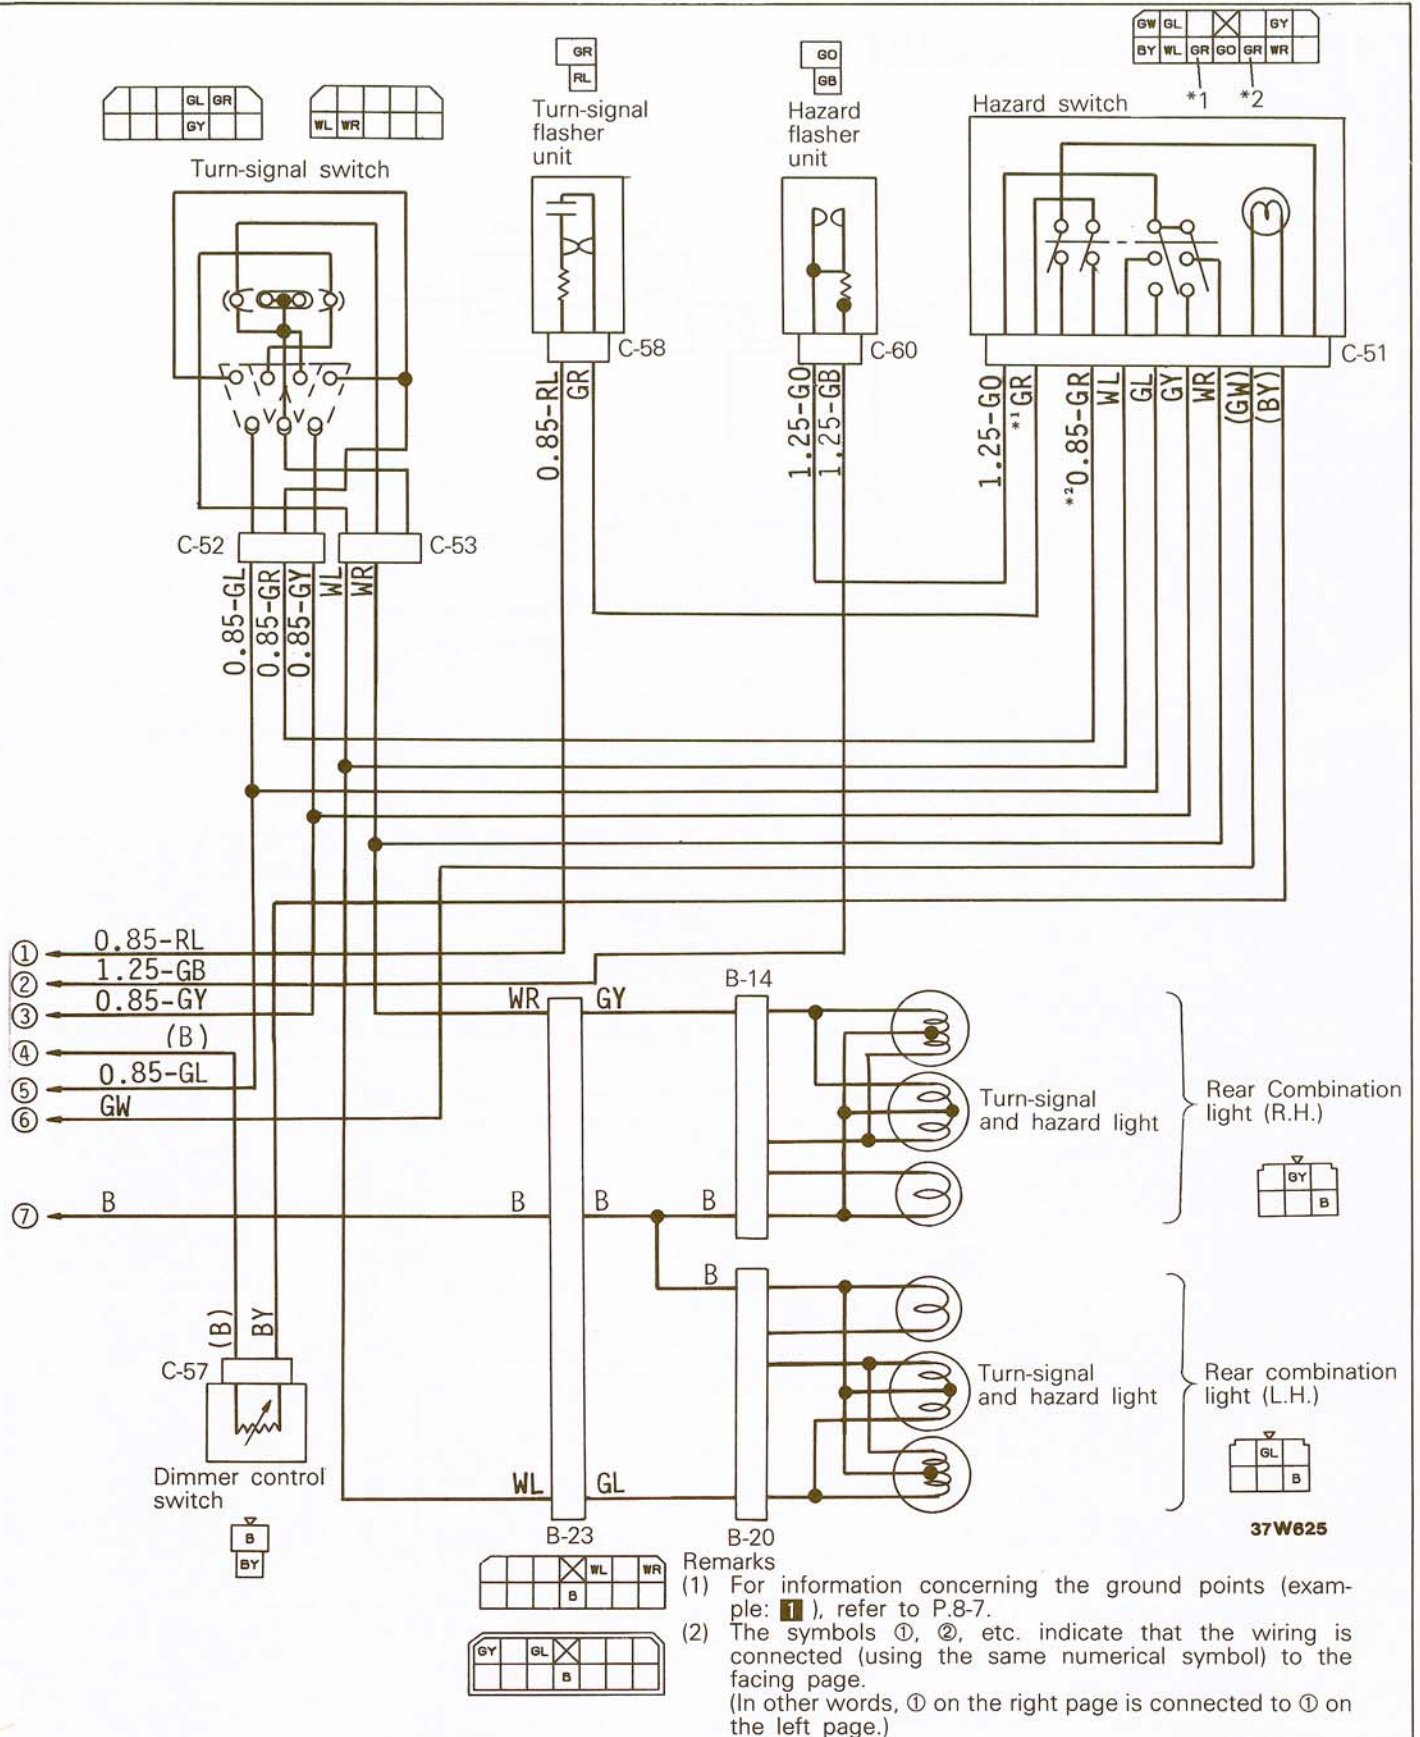 GW GL GY
BY WL GR GO GR WR
*1 *2
GR
RL
GO
GB
GL GR
GY
WL WR
Turn-signal switch
Turn-signal
flasher
unit
Hazard
flasher
unit
Hazard switch
C-58
C-60
C-51
0.85-RL
GR
1.25-GO
1.25-GB
1.25-GO
*¹GR
*²0.85-GR
WL
GL
GY
WR
(GW)
(BY)
C-52
C-53
0.85-GL
0.85-GR
0.85-GY
WL
WR
① 0.85-RL
② 1.25-GB
③ 0.85-GY
④ (B)
⑤ 0.85-GL
⑥ GW
⑦ B
WR GY
B-14
B B B
B
Turn-signal
and hazard light
Rear Combination
light (R.H.)
GY
B
Turn-signal
and hazard light
Rear combination
light (L.H.)
GL
B
(B) BY
C-57
Dimmer control
switch
B
BY
WL GL
B-23
B-20
WL WR
B
GY GL
B
37W625
Remarks
(1) For information concerning the ground points (exam-
ple: 1 ), refer to P.8-7.
(2) The symbols ①, ②, etc. indicate that the wiring is
connected (using the same numerical symbol) to the
facing page.
(In other words, ① on the right page is connected to ① on
the left page.)